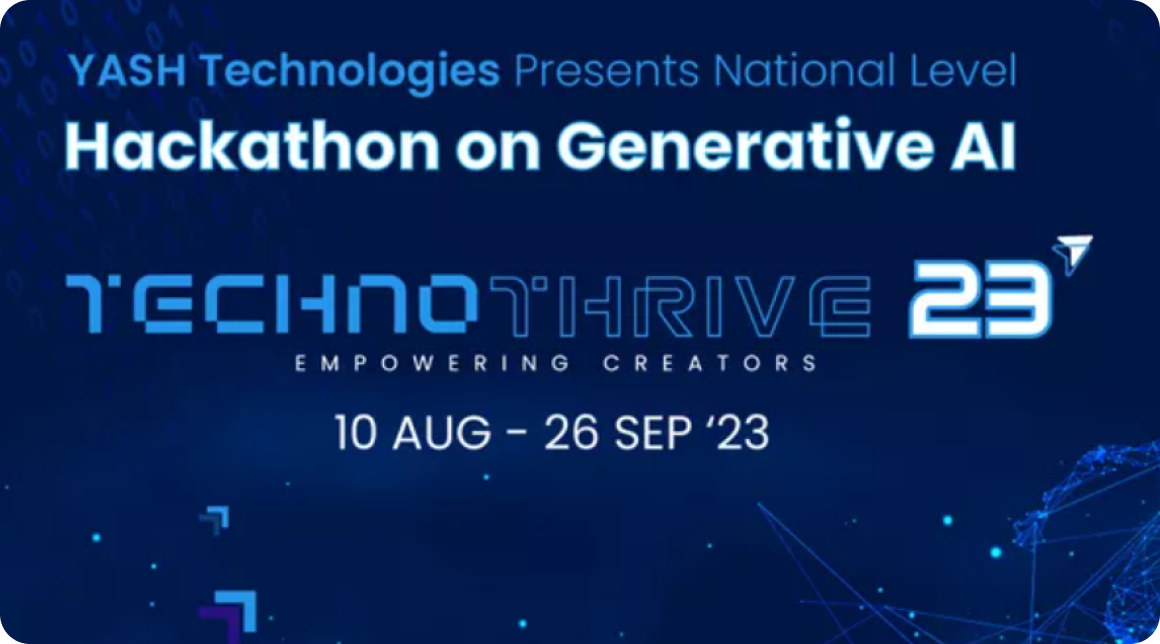 YASH Technologies Presents National Level
Hackathon on Generative AI
TECHNOTHRIVE 23
EMPOWERING CREATORS
10 AUG - 26 SEP ‘23